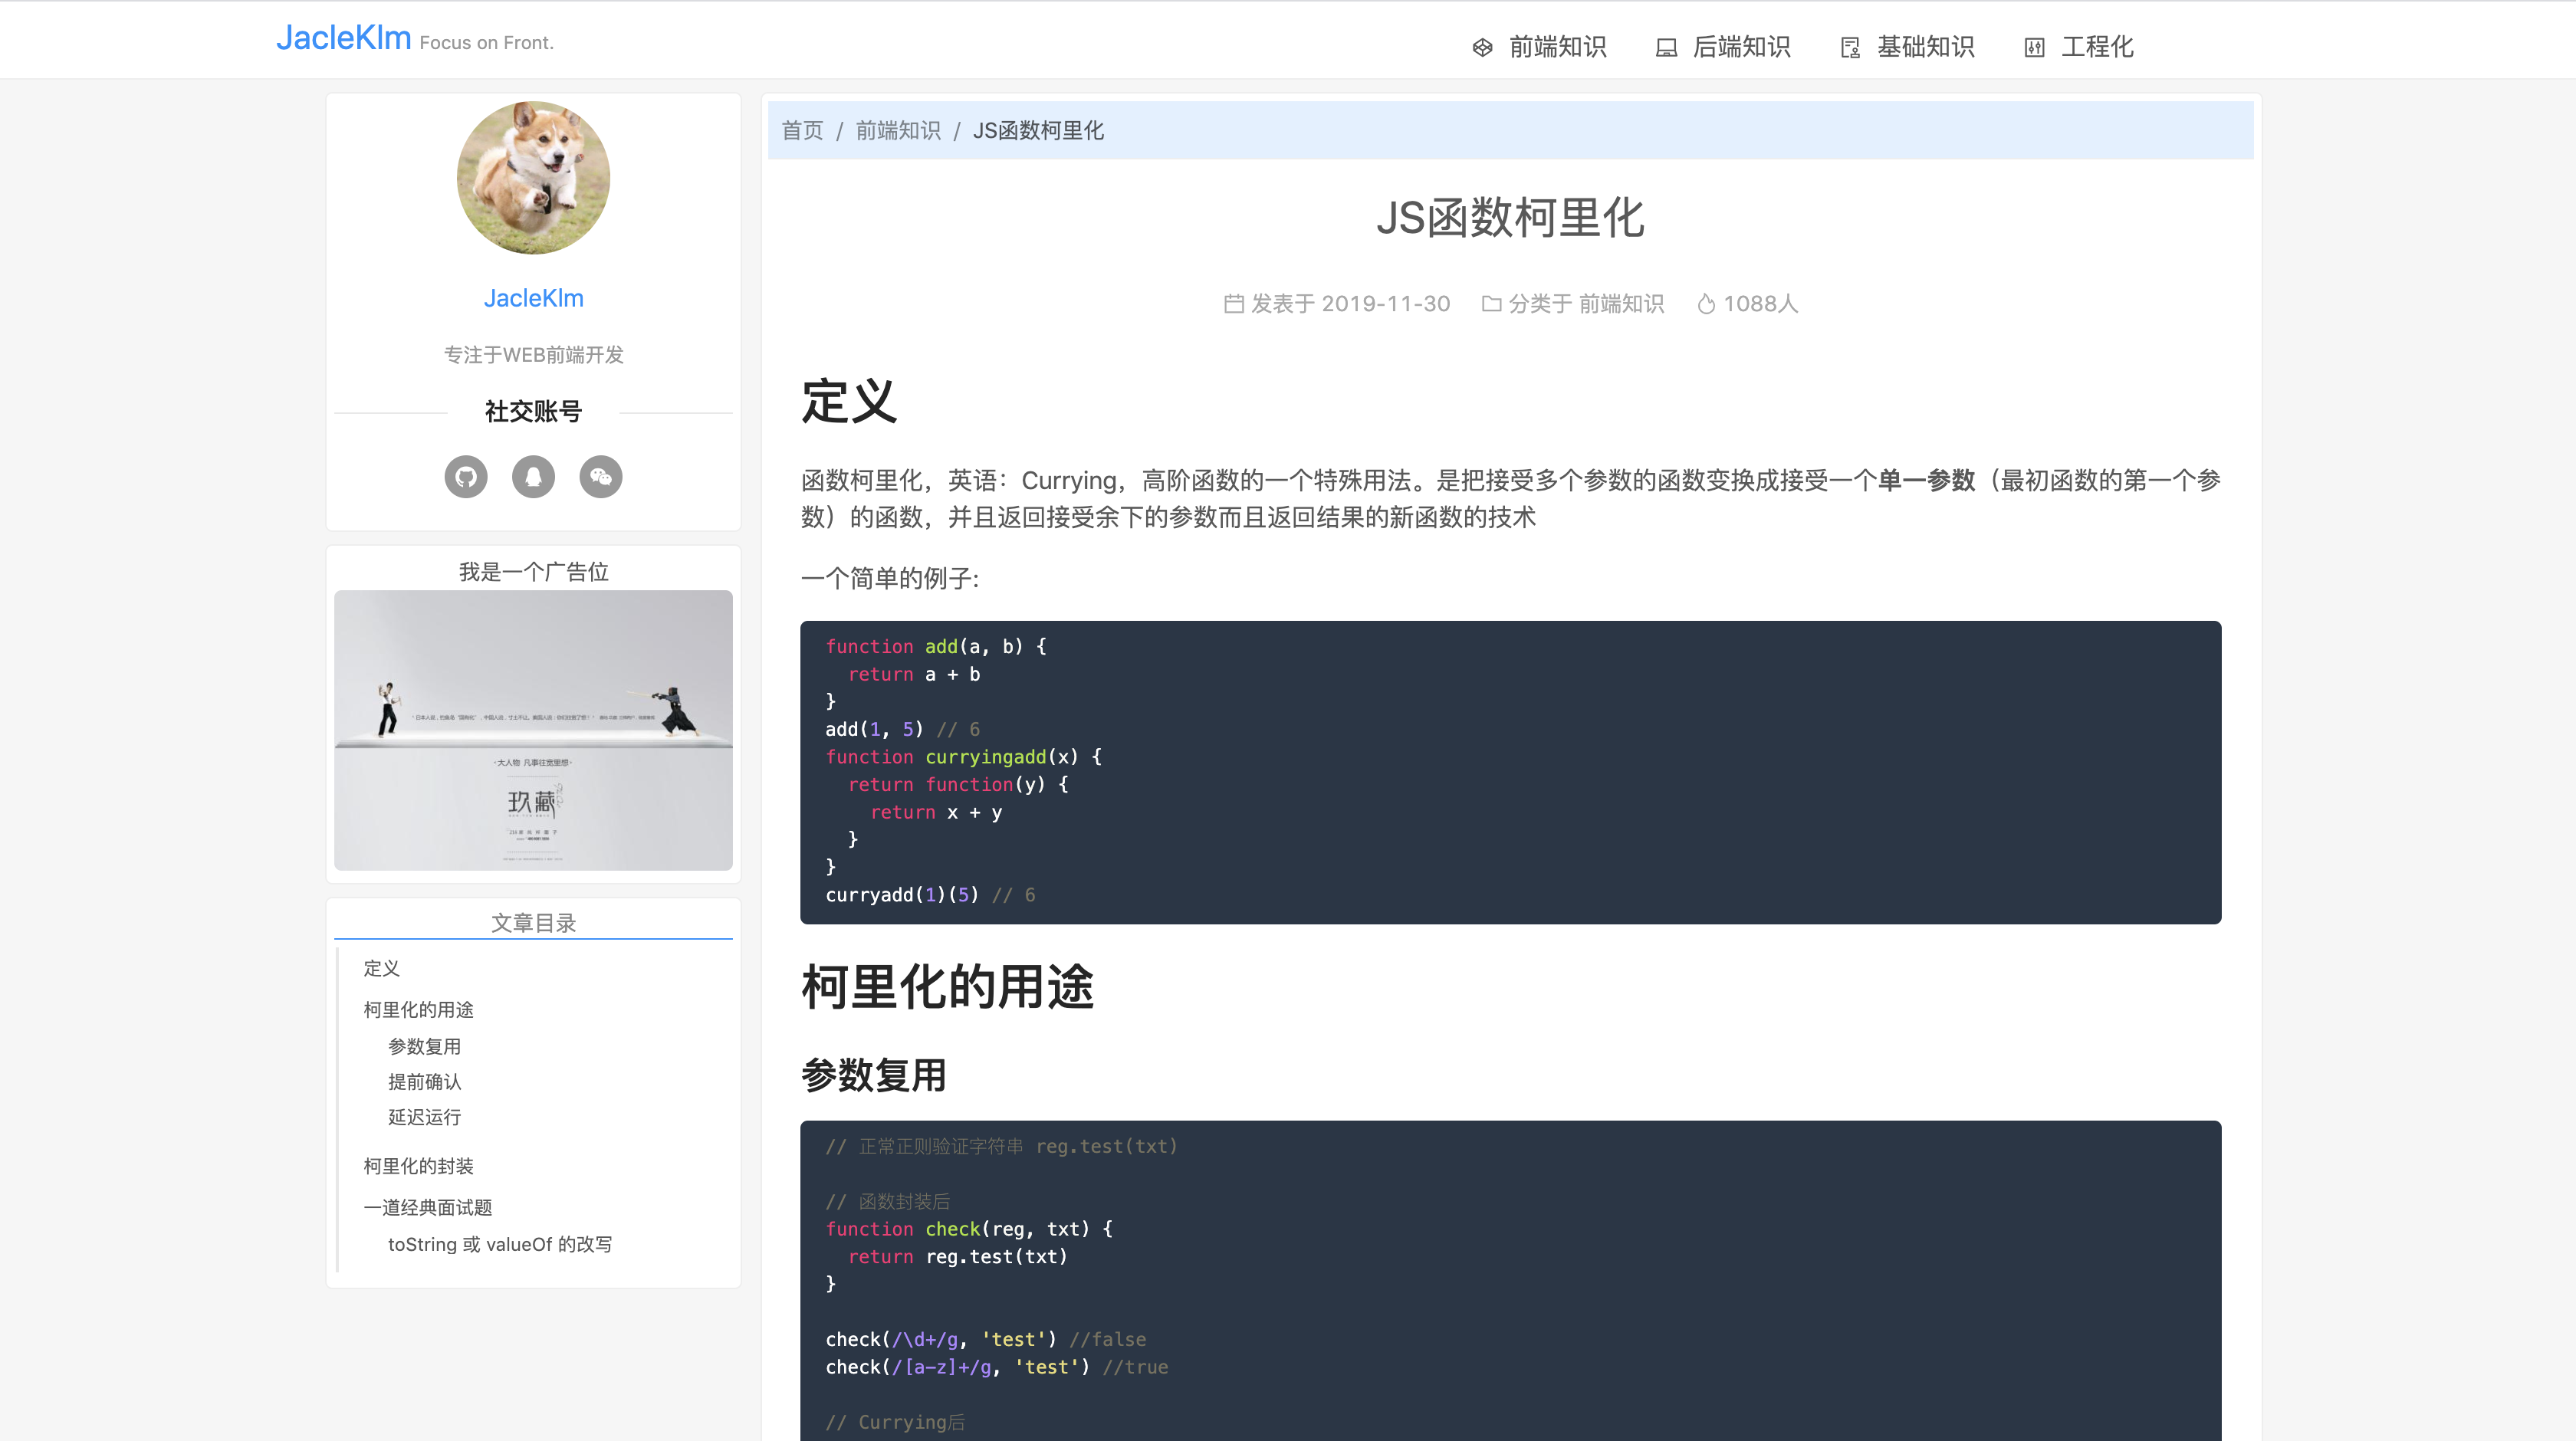 JacleKlm Focus on Front.
前端知识 后端知识 基础知识 工程化
JacleKlm
专注于WEB前端开发
社交账号
我是一个广告位
·大人物 凡事往宽里想·
玖藏
文章目录
定义
柯里化的用途
参数复用
提前确认
延迟运行
柯里化的封装
一道经典面试题
toString 或 valueOf 的改写
首页 / 前端知识 / JS函数柯里化
JS函数柯里化
发表于 2019-11-30 分类于 前端知识 1088人
定义
函数柯里化，英语：Currying，高阶函数的一个特殊用法。是把接受多个参数的函数变换成接受一个单一参数（最初函数的第一个参
数）的函数，并且返回接受余下的参数而且返回结果的新函数的技术
一个简单的例子:
function add(a, b) {
  return a + b
}
add(1, 5) // 6
function curryingadd(x) {
  return function(y) {
    return x + y
  }
}
curryadd(1)(5) // 6
柯里化的用途
参数复用
// 正常正则验证字符串 reg.test(txt)
// 函数封装后
function check(reg, txt) {
  return reg.test(txt)
}
check(/\d+/g, 'test') //false
check(/[a-z]+/g, 'test') //true
// Currying后